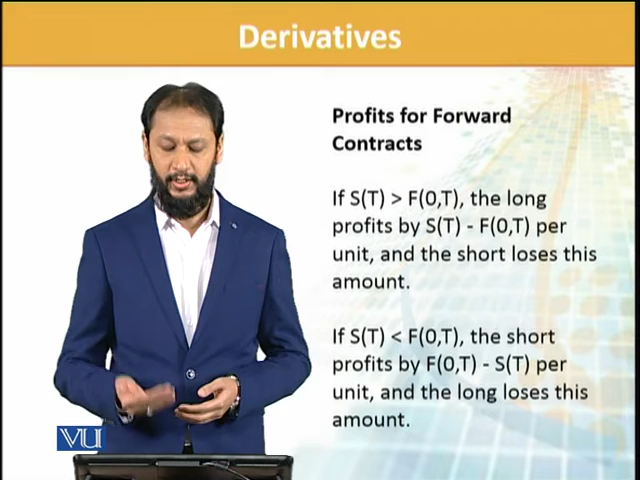 Derivatives
Profits for Forward
Contracts
If S(T) > F(0,T), the long
profits by S(T) - F(0,T) per
unit, and the short loses this
amount.
If S(T) < F(0,T), the short
profits by F(0,T) - S(T) per
unit, and the long loses this
amount.
VU